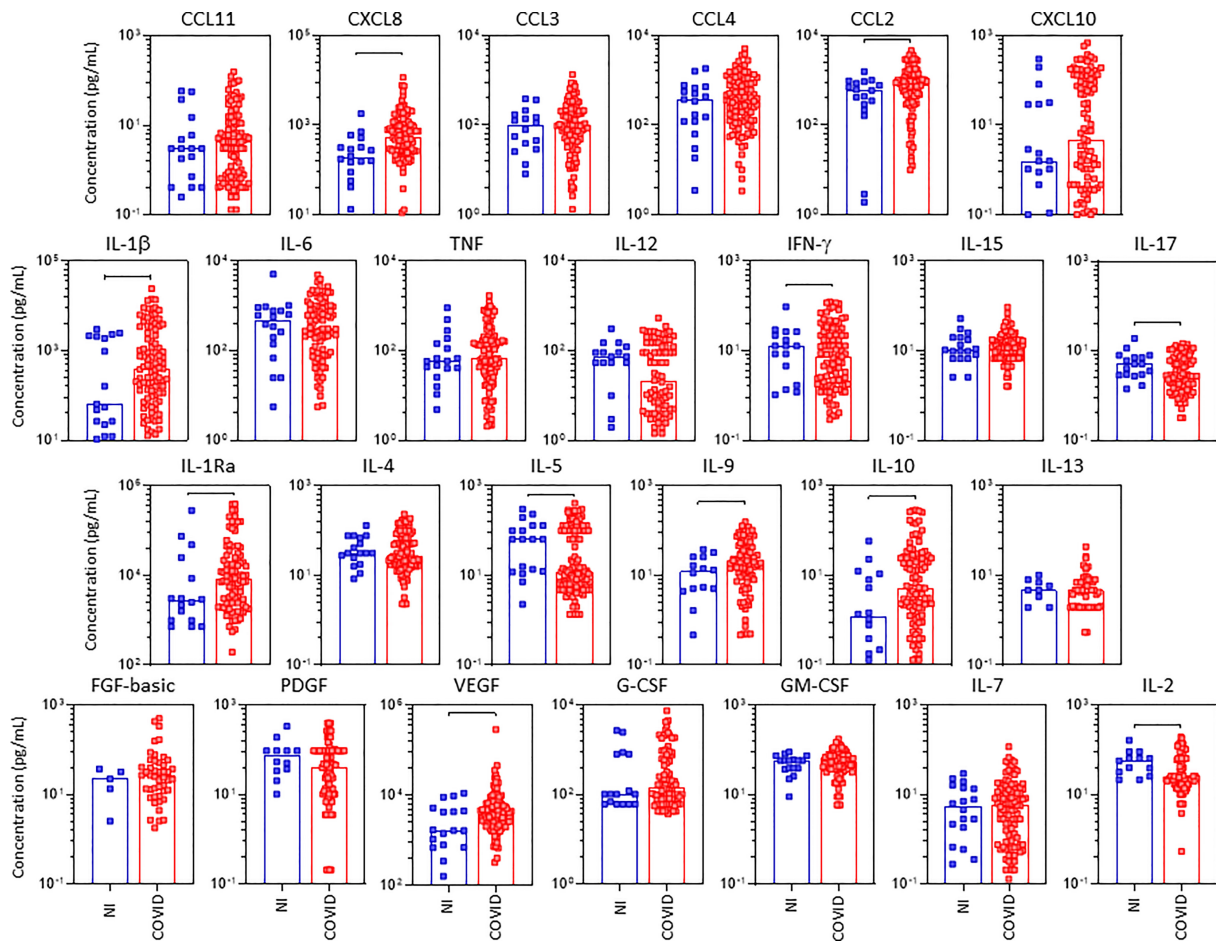 CCL11 CXCL8 CCL3 CCL4 CCL2 CXCL10
Concentration (pg/mL)
10³ 10⁵ 10⁴ 10⁴ 10⁴ 10³
10¹ 10³ 10² 10² 10² 10¹
10⁻¹ 10¹ 10⁰ 10⁰ 10⁰ 10⁻¹
IL-1β IL-6 TNF IL-12 IFN-γ IL-15 IL-17
Concentration (pg/mL)
10⁵ 10⁴ 10⁴ 10³ 10³ 10³ 10³
10³ 10² 10² 10¹ 10¹ 10¹ 10¹
10¹ 10⁰ 10⁰ 10⁻¹ 10⁻¹ 10⁻¹ 10⁻¹
IL-1Ra IL-4 IL-5 IL-9 IL-10 IL-13
Concentration (pg/mL)
10⁶ 10³ 10³ 10³ 10³ 10³
10⁴ 10¹ 10¹ 10¹ 10¹ 10¹
10² 10⁻¹ 10⁻¹ 10⁻¹ 10⁻¹ 10⁻¹
FGF-basic PDGF VEGF G-CSF GM-CSF IL-7 IL-2
Concentration (pg/mL)
10³ 10³ 10⁶ 10⁴ 10³ 10³ 10³
10¹ 10¹ 10⁴ 10² 10¹ 10¹ 10¹
10⁻¹ 10⁻¹ 10² 10⁰ 10⁻¹ 10⁻¹ 10⁻¹
NI COVID NI COVID NI COVID NI COVID NI COVID NI COVID NI COVID